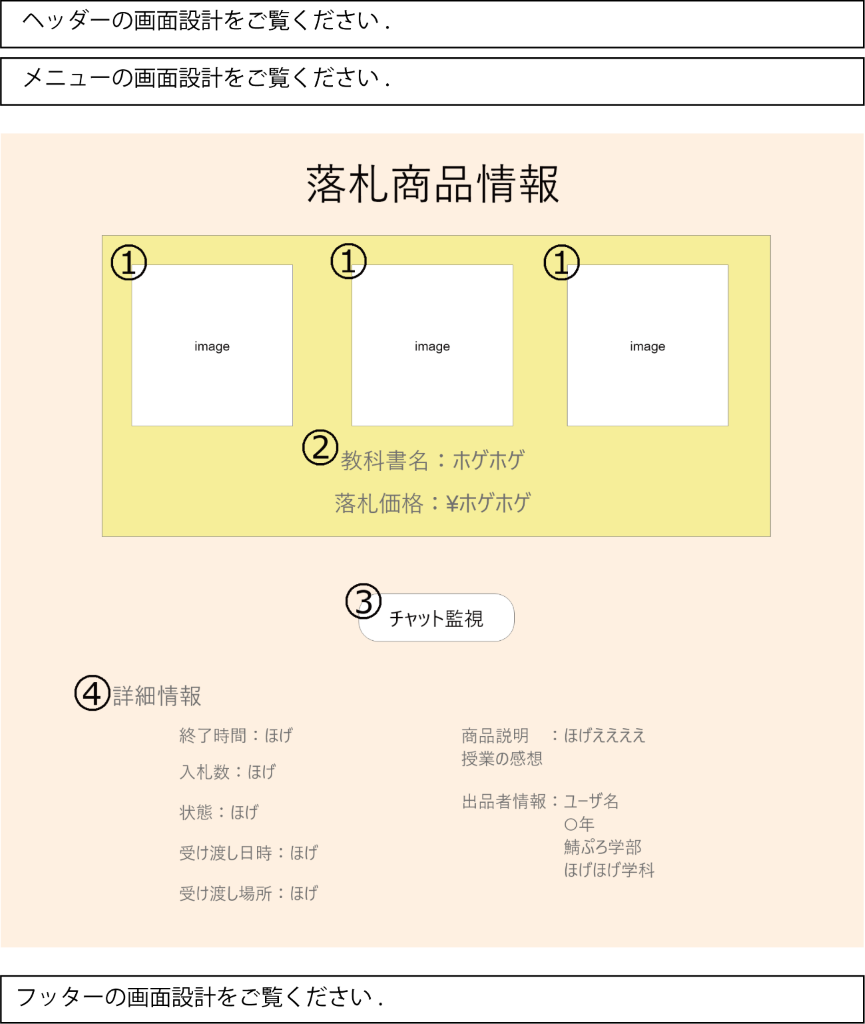 ヘッダーの画面設計をご覧ください.
メニューの画面設計をご覧ください.
落札商品情報
① ① ①
image image image
② 教科書名：ホゲホゲ
落札価格：¥ホゲホゲ
③ チャット監視
④ 詳細情報
終了時間：ほげ
入札数：ほげ
状態：ほげ
受け渡し日時：ほげ
受け渡し場所：ほげ
商品説明　：ほげええええ
授業の感想
出品者情報：ユーザ名
〇年
鯖ぷろ学部
ほげほげ学科
フッターの画面設計をご覧ください.